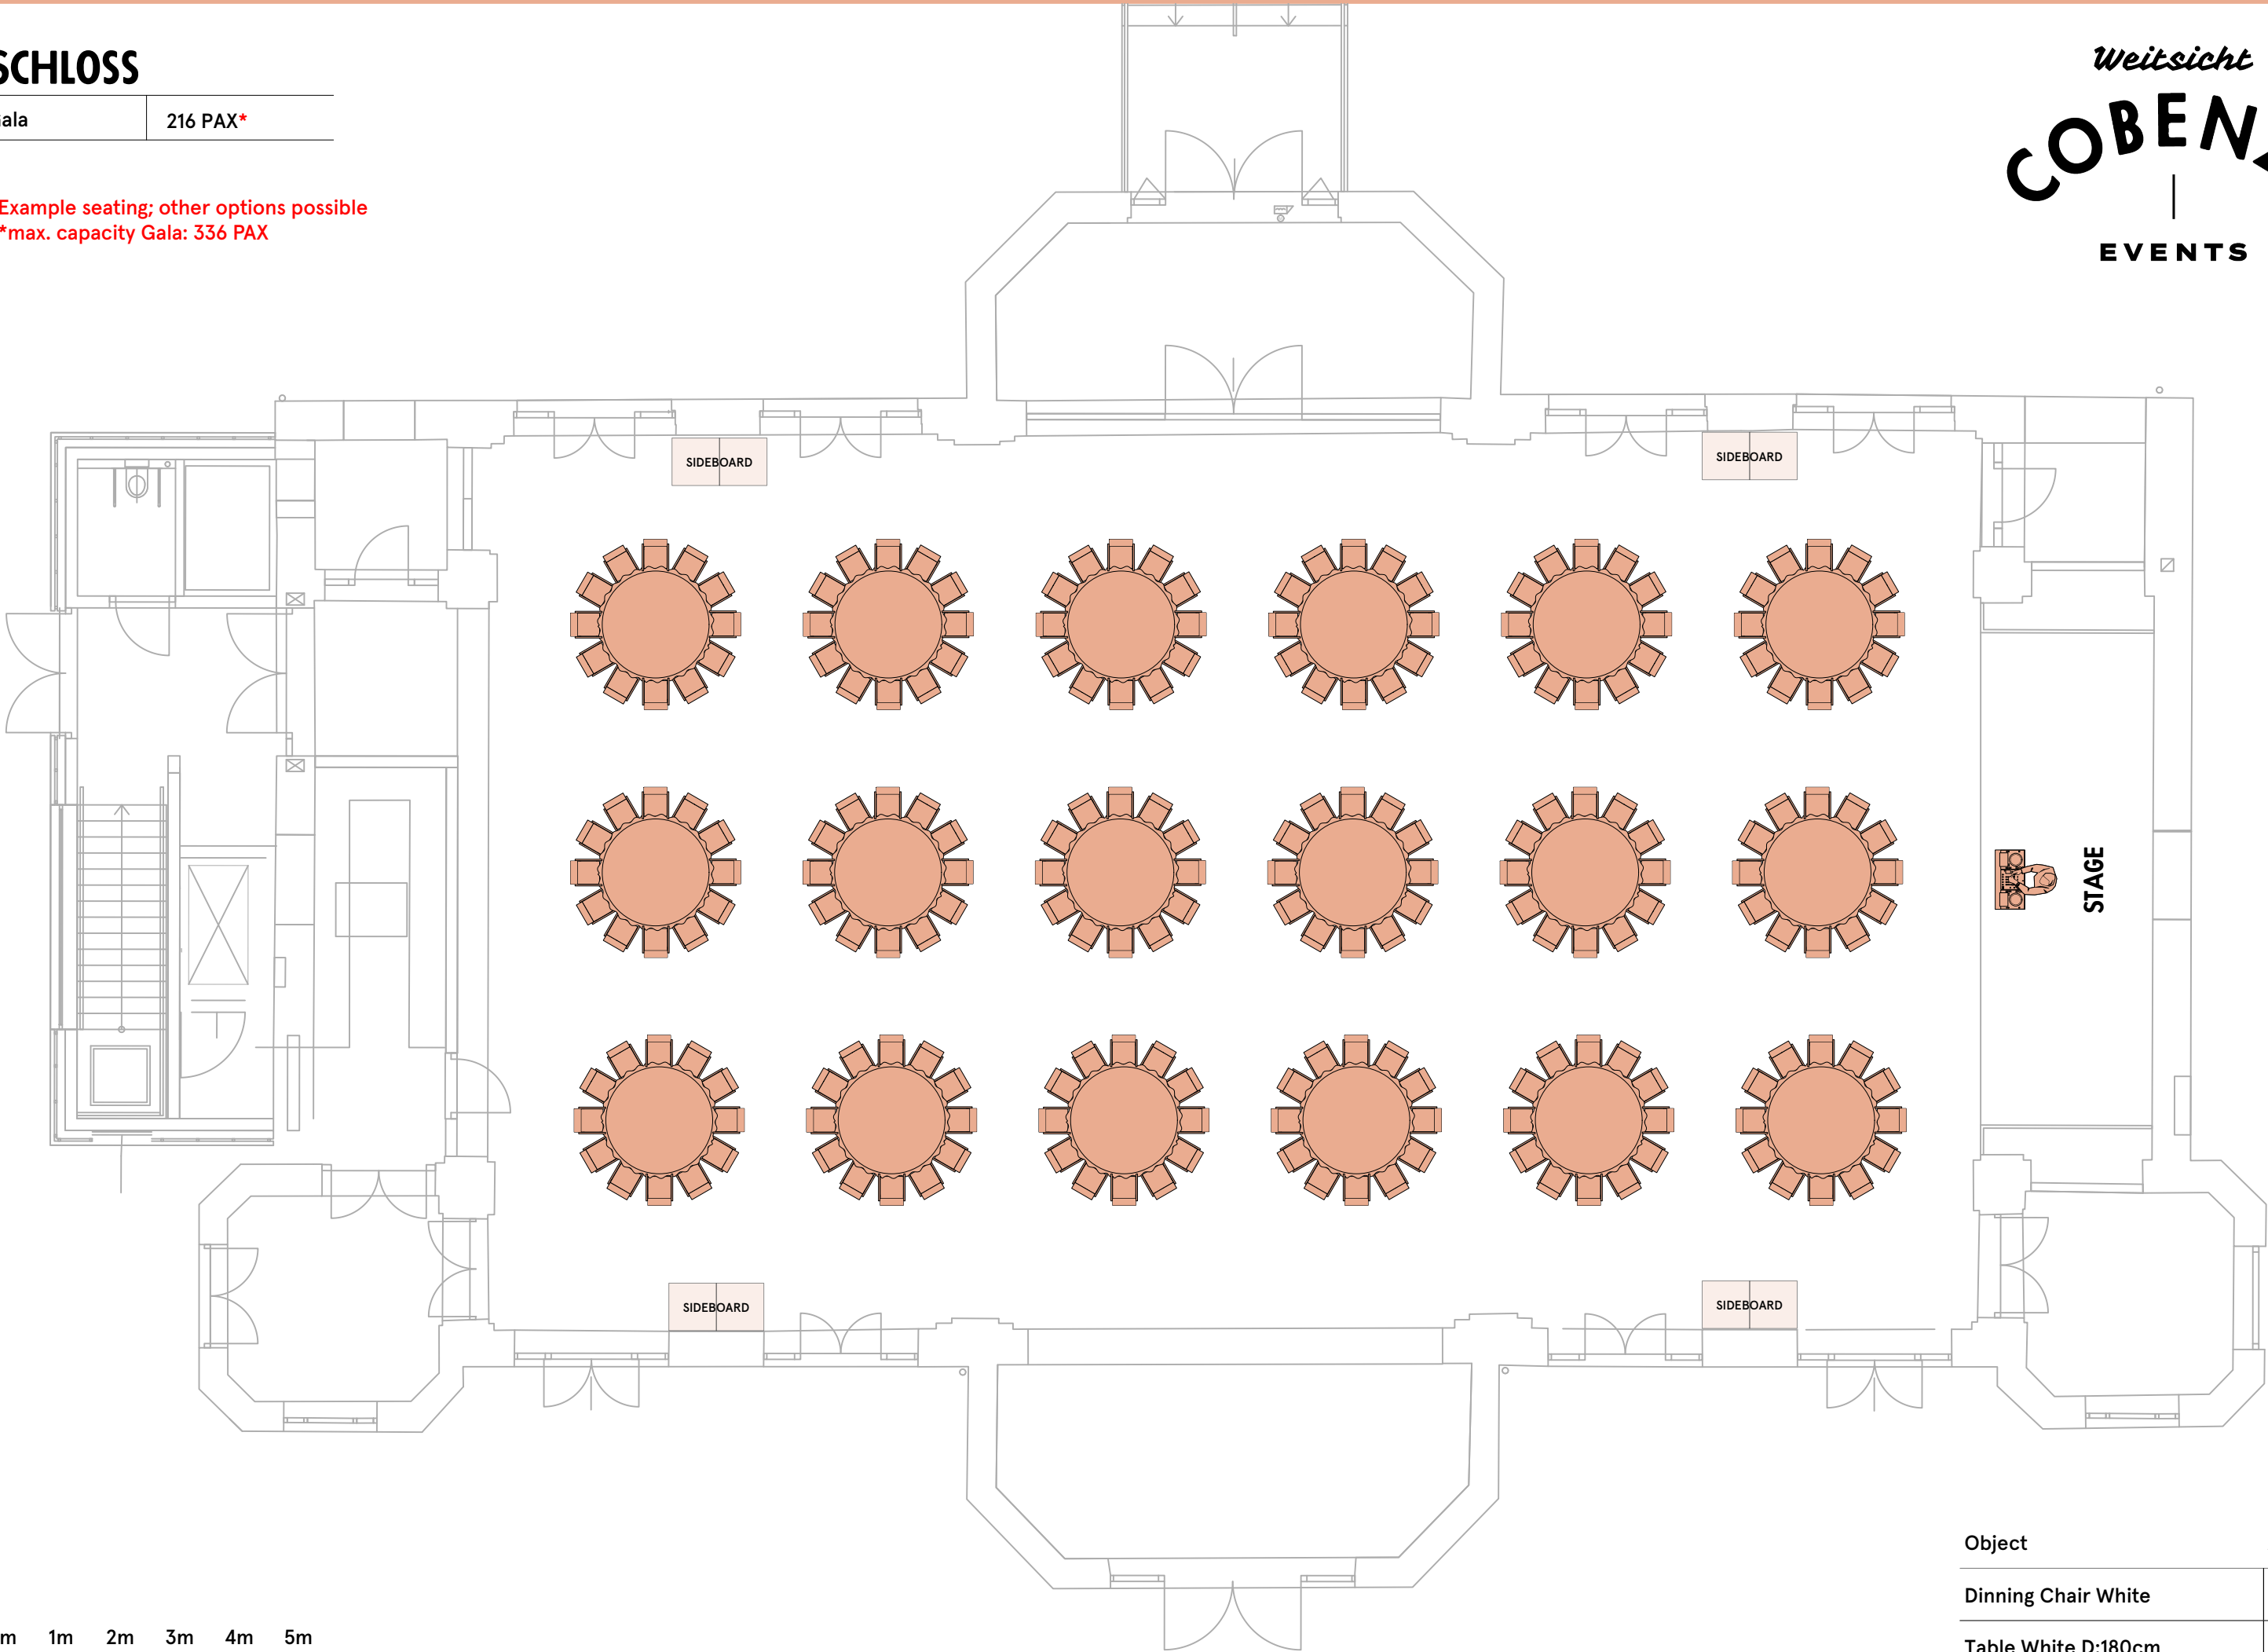 SCHLOSS
ala
216 PAX*
Example seating; other options possible
*max. capacity Gala: 336 PAX
Weitsicht
COBEN
EVENTS
SIDEBOARD
SIDEBOARD
STAGE
SIDEBOARD
SIDEBOARD
Object
Dinning Chair White
Table White D:180cm
m 1m 2m 3m 4m 5m